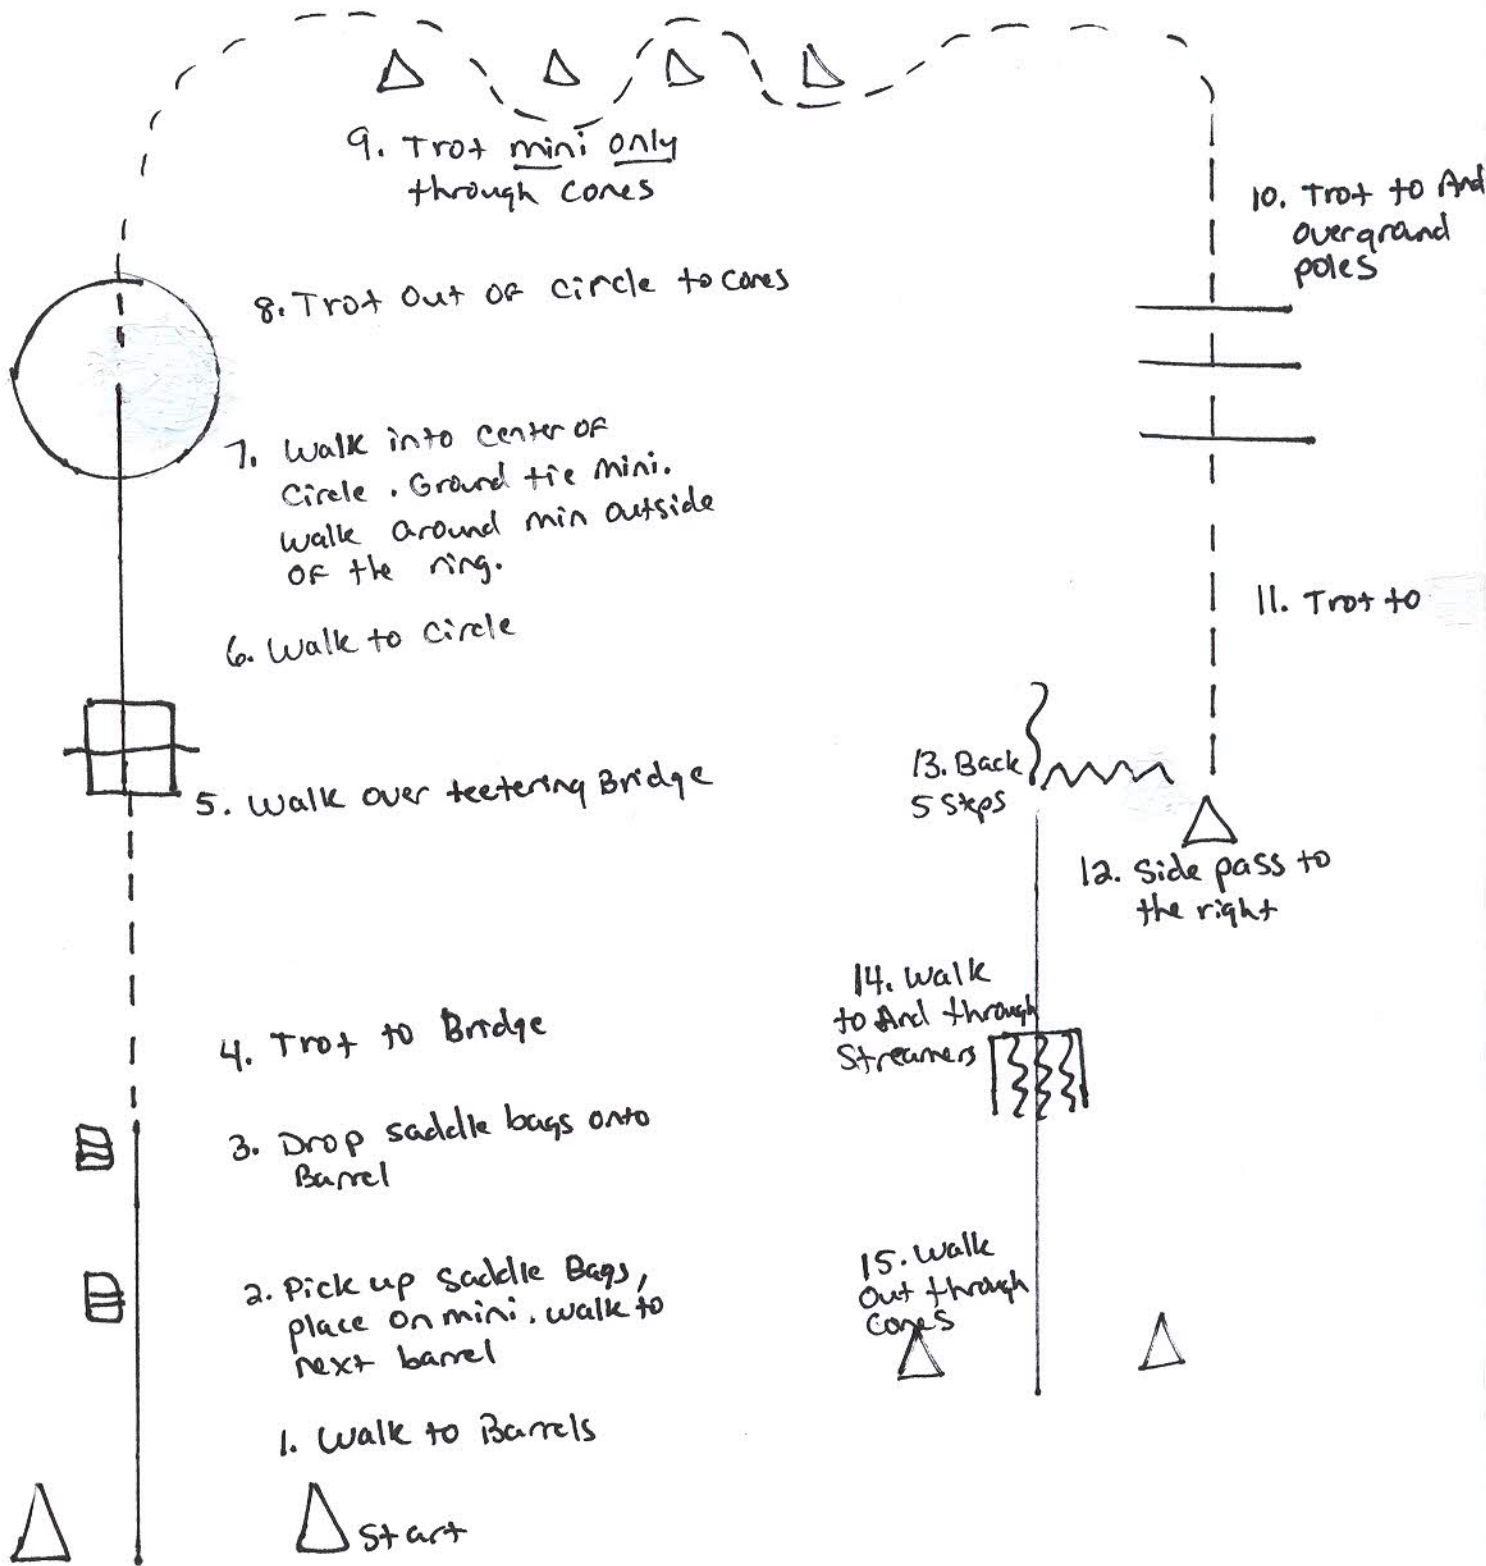 9. Trot mini only
through cones
10. Trot to And
over ground
poles
8. Trot Out OF Circle to Cones
7. Walk into center OF
Circle. Ground tie mini.
Walk around min outside
OF the ring.
11. Trot to
6. Walk to Circle
13. Back
5 Steps
5. Walk over teetering Bridge
12. Side pass to
the right
14. Walk
to And through
Streamers
4. Trot to Bridge
3. Drop saddle bags onto
Barrel
15. Walk
Out through
Cones
2. Pick up Saddle Bags,
place on mini. Walk to
next barrel
1. Walk to Barrels
Start